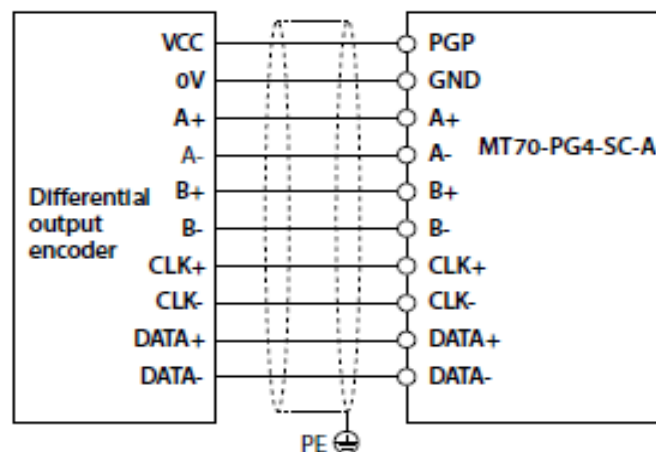 VCC
PGP
0V
GND
A+
A+
A-
A-
MT70-PG4-SC-A
B+
B+
Differential
output
encoder
B-
B-
CLK+
CLK+
CLK-
CLK-
DATA+
DATA+
DATA-
DATA-
PE